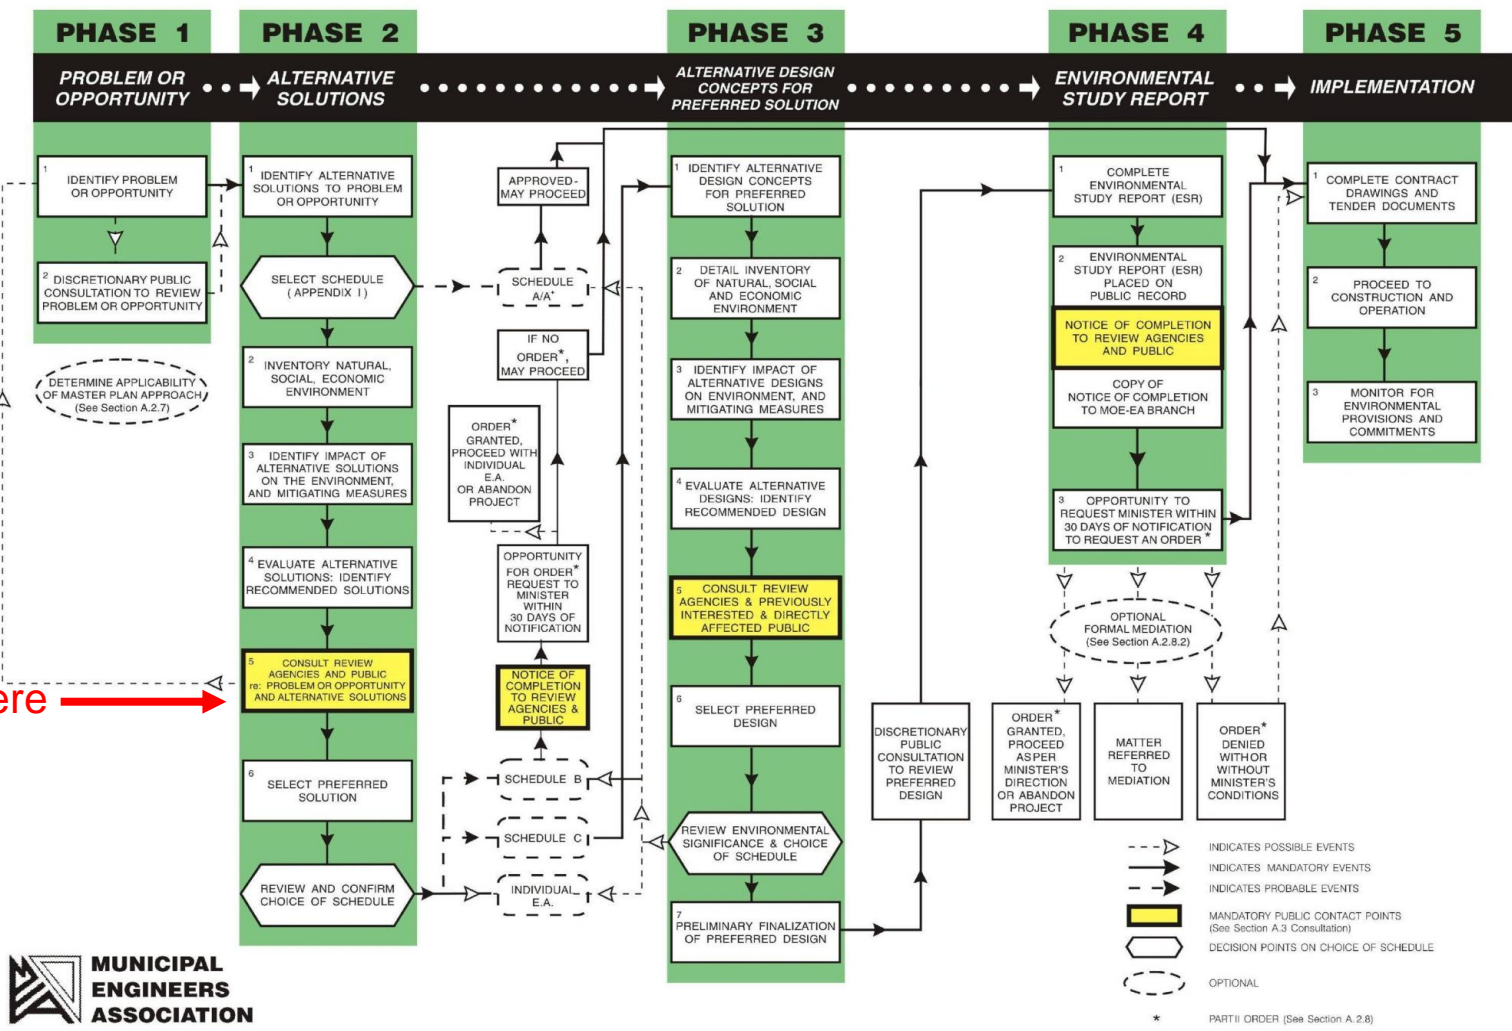 PHASE 1
PROBLEM OR
OPPORTUNITY
1
IDENTIFY PROBLEM
OR OPPORTUNITY
2
DISCRETIONARY PUBLIC
CONSULTATION TO REVIEW
PROBLEM OR OPPORTUNITY
DETERMINE APPLICABILITY
OF MASTER PLAN APPROACH
(See Section A.2.7)
PHASE 2
ALTERNATIVE
SOLUTIONS
1
IDENTIFY ALTERNATIVE
SOLUTIONS TO PROBLEM
OR OPPORTUNITY
SELECT SCHEDULE
( APPENDIX I )
2
INVENTORY NATURAL,
SOCIAL, ECONOMIC
ENVIRONMENT
3
IDENTIFY IMPACT OF
ALTERNATIVE SOLUTIONS
ON THE ENVIRONMENT,
AND MITIGATING MEASURES
4
EVALUATE ALTERNATIVE
SOLUTIONS: IDENTIFY
RECOMMENDED SOLUTIONS
5
CONSULT REVIEW
AGENCIES AND PUBLIC
re: PROBLEM OR OPPORTUNITY
AND ALTERNATIVE SOLUTIONS
ere
6
SELECT PREFERRED
SOLUTION
REVIEW AND CONFIRM
CHOICE OF SCHEDULE
APPROVED-
MAY PROCEED
SCHEDULE
A/A+
IF NO
ORDER*,
MAY PROCEED
ORDER*
GRANTED,
PROCEED WITH
INDIVIDUAL
E.A.
OR ABANDON
PROJECT
OPPORTUNITY
FOR ORDER*
REQUEST TO
MINISTER
WITHIN
30 DAYS OF
NOTIFICATION
NOTICE OF
COMPLETION
TO REVIEW
AGENCIES &
PUBLIC
SCHEDULE B
SCHEDULE C
INDIVIDUAL
E.A.
PHASE 3
ALTERNATIVE DESIGN
CONCEPTS FOR
PREFERRED SOLUTION
1
IDENTIFY ALTERNATIVE
DESIGN CONCEPTS
FOR PREFERRED
SOLUTION
2
DETAIL INVENTORY
OF NATURAL, SOCIAL
AND ECONOMIC
ENVIRONMENT
3
IDENTIFY IMPACT OF
ALTERNATIVE DESIGNS
ON ENVIRONMENT, AND
MITIGATING MEASURES
4
EVALUATE ALTERNATIVE
DESIGNS: IDENTIFY
RECOMMENDED DESIGN
5
CONSULT REVIEW
AGENCIES & PREVIOUSLY
INTERESTED & DIRECTLY
AFFECTED PUBLIC
6
SELECT PREFERRED
DESIGN
REVIEW ENVIRONMENTAL
SIGNIFICANCE & CHOICE
OF SCHEDULE
7
PRELIMINARY FINALIZATION
OF PREFERRED DESIGN
DISCRETIONARY
PUBLIC
CONSULTATION
TO REVIEW
PREFERRED
DESIGN
PHASE 4
ENVIRONMENTAL
STUDY REPORT
1
COMPLETE
ENVIRONMENTAL
STUDY REPORT (ESR)
2
ENVIRONMENTAL
STUDY REPORT (ESR)
PLACED ON
PUBLIC RECORD
NOTICE OF COMPLETION
TO REVIEW AGENCIES
AND PUBLIC
COPY OF
NOTICE OF COMPLETION
TO MOE-EA BRANCH
3
OPPORTUNITY TO
REQUEST MINISTER WITHIN
30 DAYS OF NOTIFICATION
TO REQUEST AN ORDER *
OPTIONAL
FORMAL MEDIATION
(See Section A.2.8.2)
ORDER*
GRANTED,
PROCEED
AS PER
MINISTER'S
DIRECTION
OR ABANDON
PROJECT
MATTER
REFERRED
TO
MEDIATION
ORDER*
DENIED
WITH OR
WITHOUT
MINISTER'S
CONDITIONS
PHASE 5
IMPLEMENTATION
1
COMPLETE CONTRACT
DRAWINGS AND
TENDER DOCUMENTS
2
PROCEED TO
CONSTRUCTION AND
OPERATION
3
MONITOR FOR
ENVIRONMENTAL
PROVISIONS AND
COMMITMENTS
INDICATES POSSIBLE EVENTS
INDICATES MANDATORY EVENTS
INDICATES PROBABLE EVENTS
MANDATORY PUBLIC CONTACT POINTS
(See Section A.3 Consultation)
DECISION POINTS ON CHOICE OF SCHEDULE
OPTIONAL
* PART II ORDER (See Section A.2.8)
MUNICIPAL
ENGINEERS
ASSOCIATION